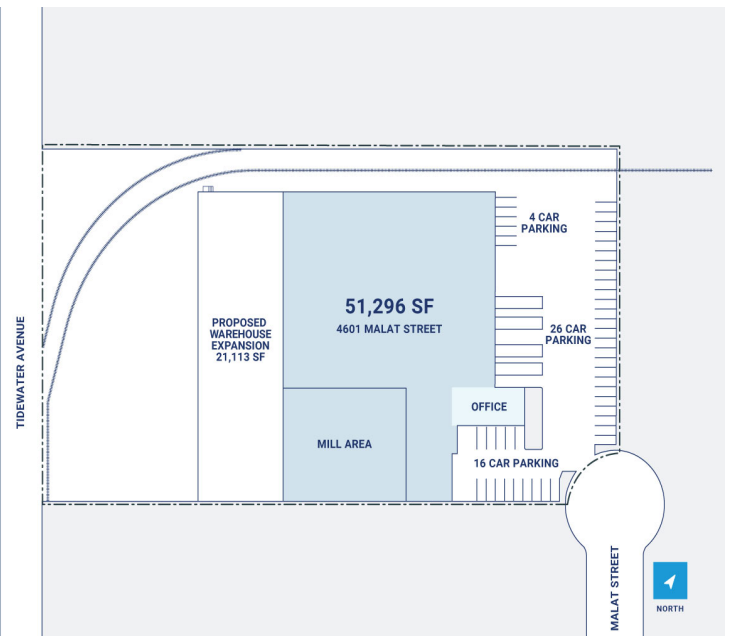 TIDEWATER AVENUE
PROPOSED
WAREHOUSE
EXPANSION
21,113 SF
51,296 SF
4601 MALAT STREET
4 CAR
PARKING
26 CAR
PARKING
OFFICE
MILL AREA
16 CAR PARKING
MALAT STREET
NORTH